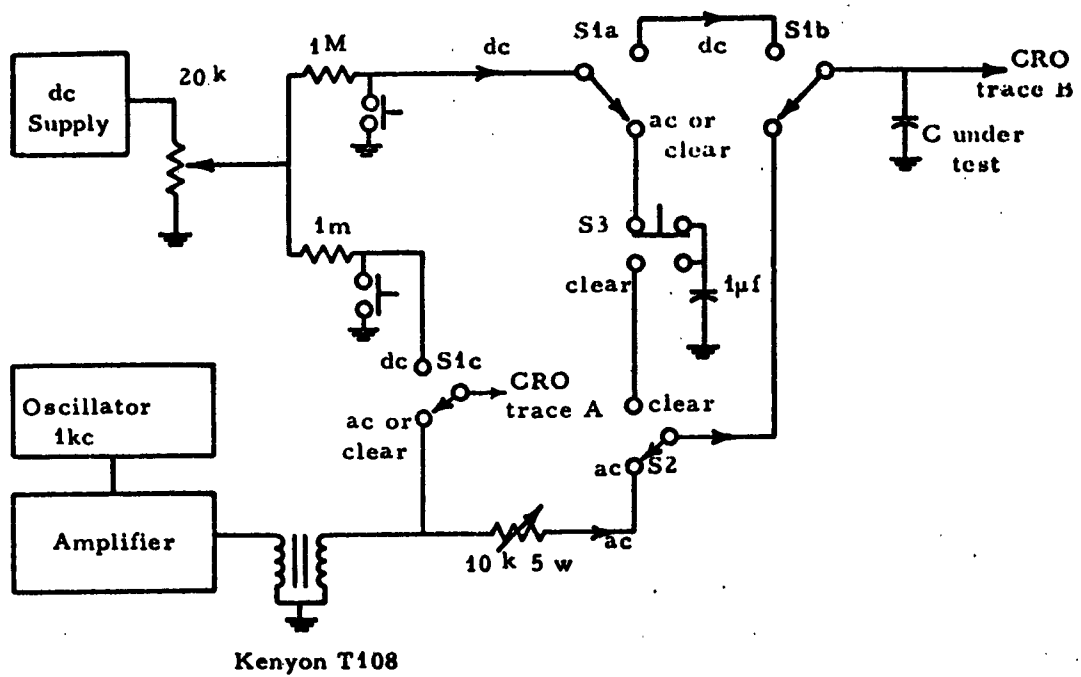 S1a
S1b
1M
dc
dc
CRO
trace B
20 k
dc
Supply
ac or
clear
C under
test
S3
1m
clear
1μf
dc
S1c
CRO
trace A
clear
Oscillator
1kc
ac or
clear
ac
S2
Amplifier
10 k 5 w
ac
Kenyon T108